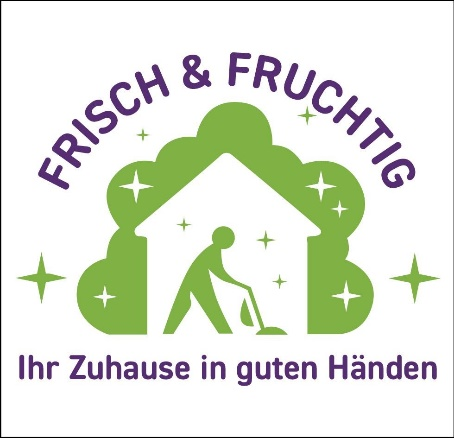 FRISCH & FRUCHTIG
Ihr Zuhause in guten Händen